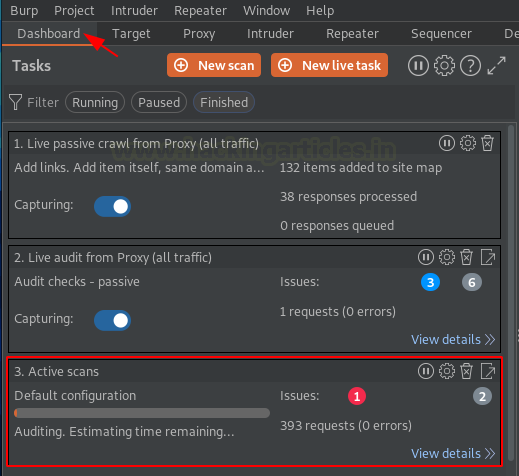 Burp Project Intruder Repeater Window Help
Dashboard Target Proxy Intruder Repeater Sequencer De
Tasks
New scan
New live task
Filter Running Paused Finished
www.hackingarticles.in
1. Live passive crawl from Proxy (all traffic)
Add links. Add item itself, same domain a... 132 items added to site map
38 responses processed
Capturing:
0 responses queued
2. Live audit from Proxy (all traffic)
Audit checks - passive Issues: 3 6
1 requests (0 errors)
Capturing:
View details
3. Active scans
Default configuration Issues: 1 2
393 requests (0 errors)
Auditing. Estimating time remaining...
View details